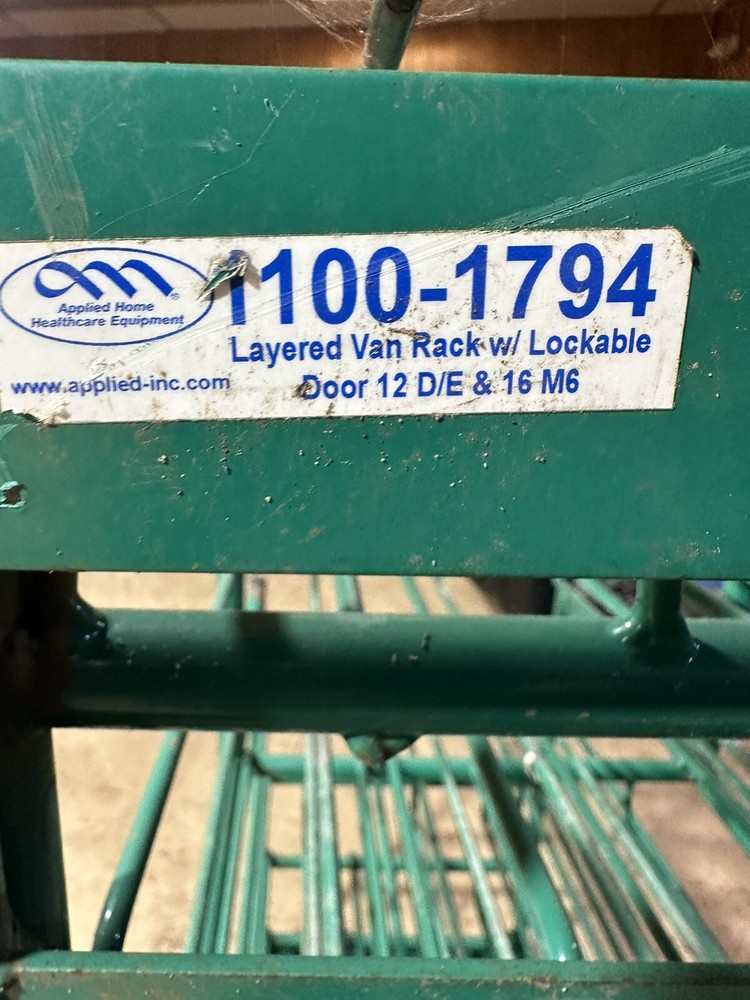 1100-1794
Applied Home
Healthcare Equipment
®
Layered Van Rack w/ Lockable
www.applied-inc.com
Door 12 D/E & 16 M6